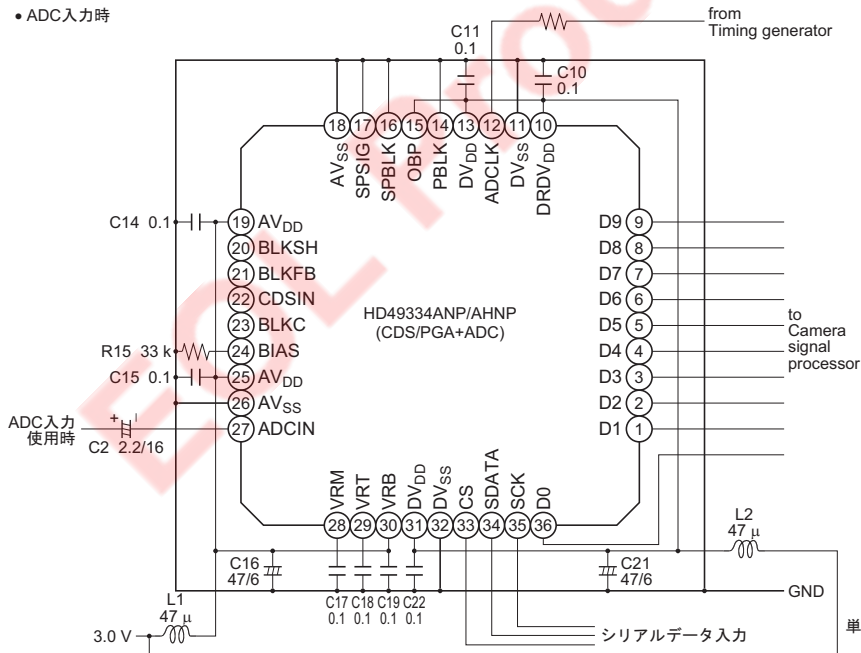 • ADC入力時
from
Timing generator
C11
0.1
C10
0.1
18 17 16 15 14 13 12 11 10
AVSS
SPSIG
SPBLK
OBP
PBLK
DVDD
ADCLK
DVSS
DRDVDD
C14 0.1
19 AVDD
20 BLKSH
21 BLKFB
22 CDSIN
23 BLKC
R15 33 k
24 BIAS
C15 0.1
25 AVDD
26 AVSS
27 ADCIN
ADC入力
使用時
+ -
C2 2.2/16
HD49334ANP/AHNP
(CDS/PGA+ADC)
D9 9
D8 8
D7 7
D6 6
D5 5
D4 4
D3 3
D2 2
D1 1
to
Camera
signal
processor
VRM
VRT
VRB
DVDD
DVSS
CS
SDATA
SCK
D0
28 29 30 31 32 33 34 35 36
C16
47/6
C17
0.1
C18
0.1
C19
0.1
C22
0.1
C21
47/6
L2
47 μ
GND
L1
47 μ
3.0 V
シリアルデータ入力
単
EOL Prod